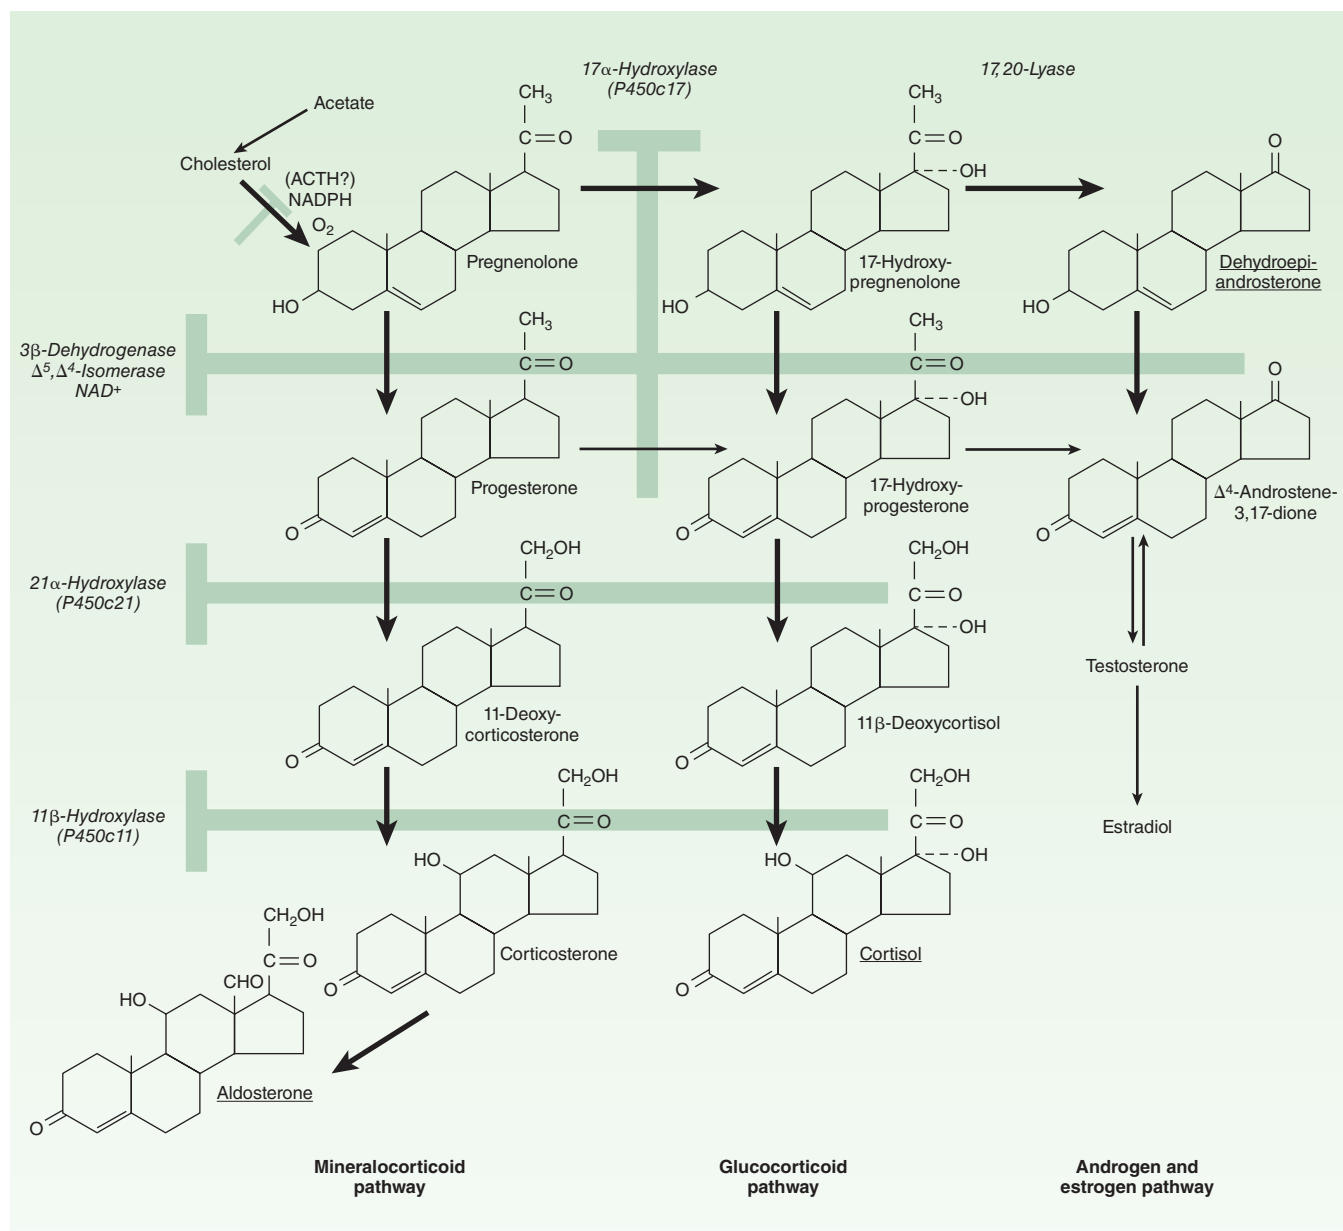 17α-Hydroxylase
(P450c17)
17,20-Lyase
Acetate
Cholesterol
(ACTH?)
NADPH
O₂
CH₃
C=O
HO
Pregnenolone
CH₃
C=O
OH
HO
17-Hydroxy-
pregnenolone
O
HO
Dehydroepi-
androsterone
3β-Dehydrogenase
Δ⁵,Δ⁴-Isomerase
NAD⁺
CH₃
C=O
O
Progesterone
CH₃
C=O
OH
O
17-Hydroxy-
progesterone
O
O
Δ⁴-Androstene-
3,17-dione
21α-Hydroxylase
(P450c21)
CH₂OH
C=O
O
11-Deoxy-
corticosterone
CH₂OH
C=O
OH
O
11β-Deoxycortisol
Testosterone
Estradiol
11β-Hydroxylase
(P450c11)
CH₂OH
C=O
HO
O
Corticosterone
CH₂OH
C=O
OH
HO
O
Cortisol
CH₂OH
C=O
CHO
HO
O
Aldosterone
Mineralocorticoid
pathway
Glucocorticoid
pathway
Androgen and
estrogen pathway